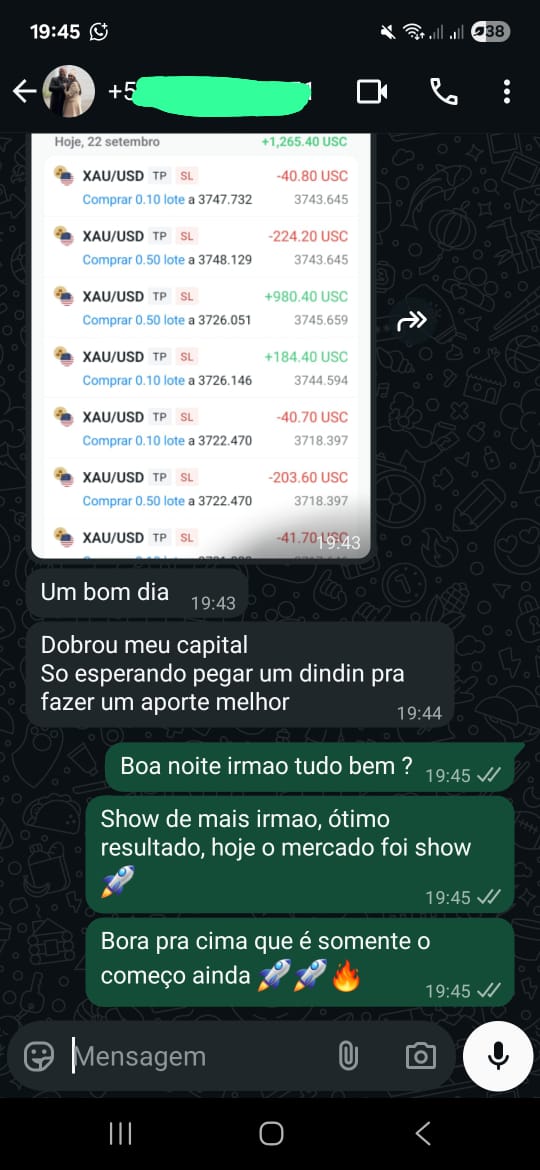 19:45
38
+5
1
Hoje, 22 setembro +1,265.40 USC
XAU/USD TP SL -40.80 USC
Comprar 0.10 lote a 3747.732 3743.645
XAU/USD TP SL -224.20 USC
Comprar 0.50 lote a 3748.129 3743.645
XAU/USD TP SL +980.40 USC
Comprar 0.50 lote a 3726.051 3745.659
XAU/USD TP SL +184.40 USC
Comprar 0.10 lote a 3726.146 3744.594
XAU/USD TP SL -40.70 USC
Comprar 0.10 lote a 3722.470 3718.397
XAU/USD TP SL -203.60 USC
Comprar 0.50 lote a 3722.470 3718.397
XAU/USD TP SL -41.70 USC
19:43
Um bom dia 19:43
Dobrou meu capital
So esperando pegar um dindin pra
fazer um aporte melhor 19:44
Boa noite irmao tudo bem ? 19:45
Show de mais irmao, ótimo
resultado, hoje o mercado foi show
🚀 19:45
Bora pra cima que é somente o
começo ainda 🚀🚀🔥 19:45
Mensagem